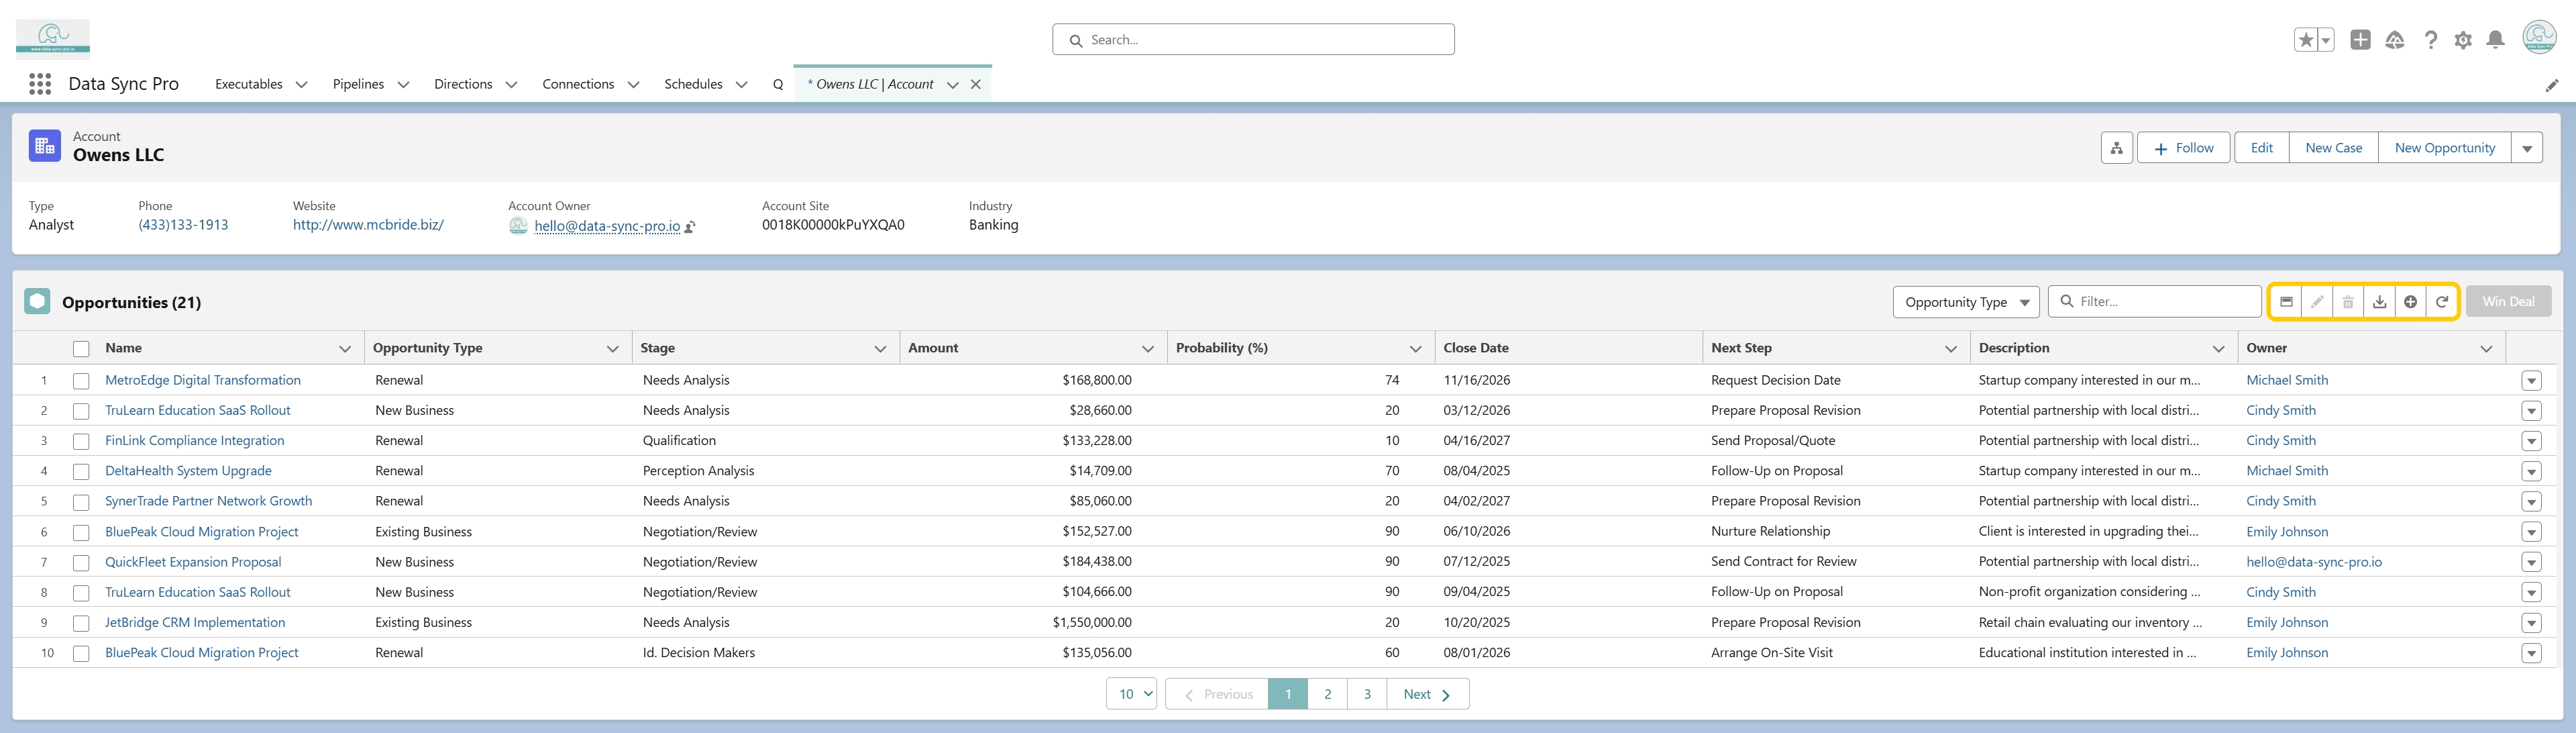 www.data-sync-pro.io
Search...
Data Sync Pro
Executables
Pipelines
Directions
Connections
Schedules
Q
* Owens LLC | Account
Account
Owens LLC
Follow
Edit
New Case
New Opportunity
Type Phone Website Account Owner Account Site Industry
Analyst (433)133-1913 http://www.mcbride.biz/ hello@data-sync-pro.io 0018K00000kPuYXQA0 Banking
Opportunities (21) Opportunity Type Filter... Win Deal
Name Opportunity Type Stage Amount Probability (%) Close Date Next Step Description Owner
1 MetroEdge Digital Transformation Renewal Needs Analysis $168,800.00 74 11/16/2026 Request Decision Date Startup company interested in our m... Michael Smith
2 TruLearn Education SaaS Rollout New Business Needs Analysis $28,660.00 20 03/12/2026 Prepare Proposal Revision Potential partnership with local distri... Cindy Smith
3 FinLink Compliance Integration Renewal Qualification $133,228.00 10 04/16/2027 Send Proposal/Quote Potential partnership with local distri... Cindy Smith
4 DeltaHealth System Upgrade Renewal Perception Analysis $14,709.00 70 08/04/2025 Follow-Up on Proposal Startup company interested in our m... Michael Smith
5 SynerTrade Partner Network Growth Renewal Needs Analysis $85,060.00 20 04/02/2027 Prepare Proposal Revision Potential partnership with local distri... Cindy Smith
6 BluePeak Cloud Migration Project Existing Business Negotiation/Review $152,527.00 90 06/10/2026 Nurture Relationship Client is interested in upgrading thei... Emily Johnson
7 QuickFleet Expansion Proposal New Business Negotiation/Review $184,438.00 90 07/12/2025 Send Contract for Review Potential partnership with local distri... hello@data-sync-pro.io
8 TruLearn Education SaaS Rollout New Business Negotiation/Review $104,666.00 90 09/04/2025 Follow-Up on Proposal Non-profit organization considering ... Cindy Smith
9 JetBridge CRM Implementation Existing Business Needs Analysis $1,550,000.00 20 10/20/2025 Prepare Proposal Revision Retail chain evaluating our inventory ... Emily Johnson
10 BluePeak Cloud Migration Project Renewal Id. Decision Makers $135,056.00 60 08/01/2026 Arrange On-Site Visit Educational institution interested in ... Emily Johnson
10 Previous 1 2 3 Next